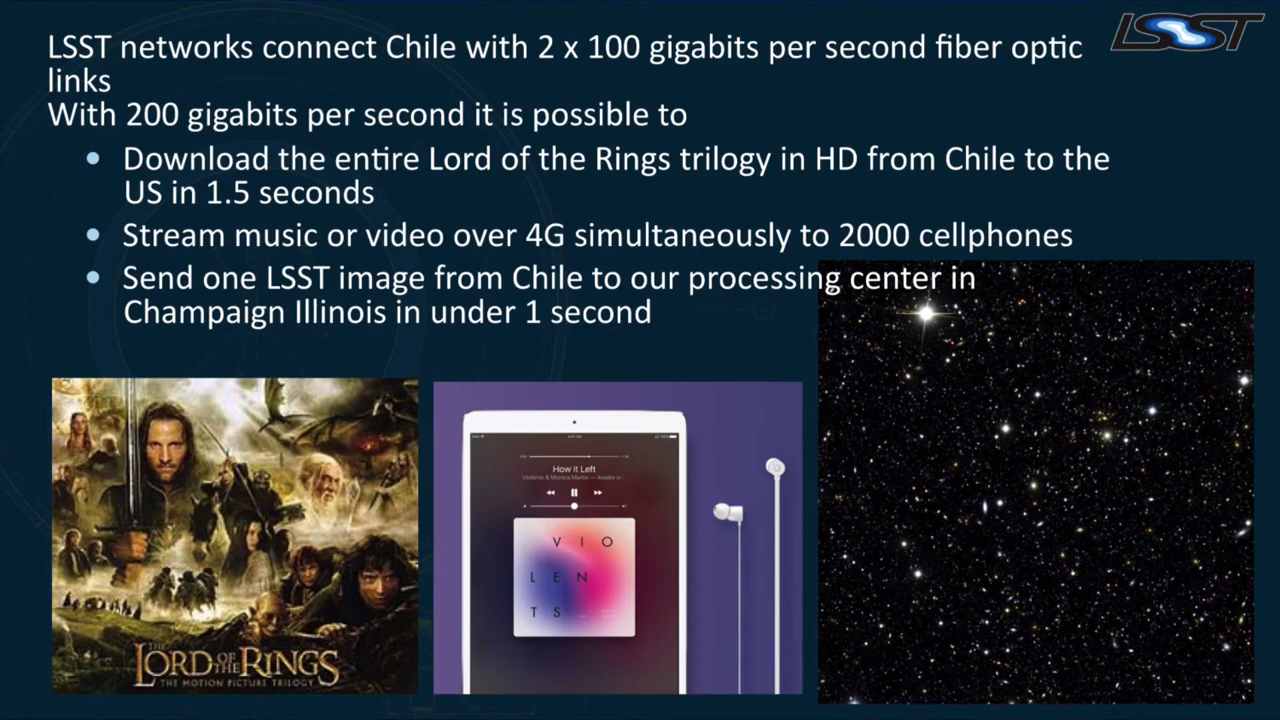 LSST
LSST networks connect Chile with 2 x 100 gigabits per second fiber optic
links
With 200 gigabits per second it is possible to
• Download the entire Lord of the Rings trilogy in HD from Chile to the
US in 1.5 seconds
• Stream music or video over 4G simultaneously to 2000 cellphones
• Send one LSST image from Chile to our processing center in
Champaign Illinois in under 1 second
THE LORD OF THE RINGS
THE MOTION PICTURE TRILOGY
How It Left
Violents & Monica Martin — Awake a
V I O
L E N
T S